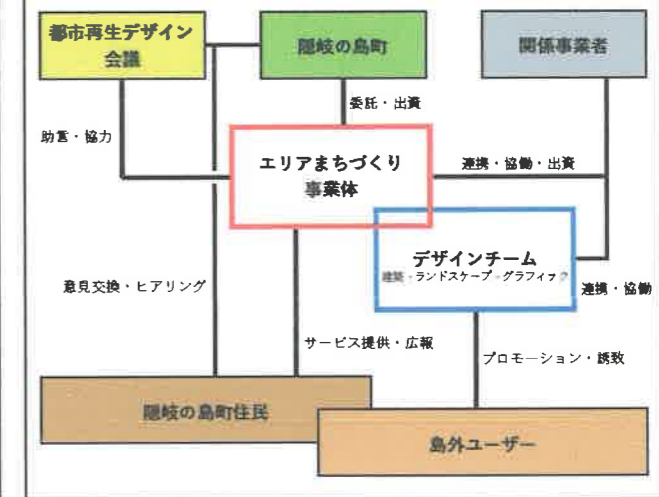 都市再生デザイン
会議
隠岐の島町
関係事業者
委託・出資
助言・協力
エリアまちづくり
事業体
連携・協働・出資
デザインチーム
建築・ランドスケープ・グラフィック
意見交換・ヒアリング
連携・協働
サービス提供・広報
プロモーション・誘致
隠岐の島町住民
島外ユーザー